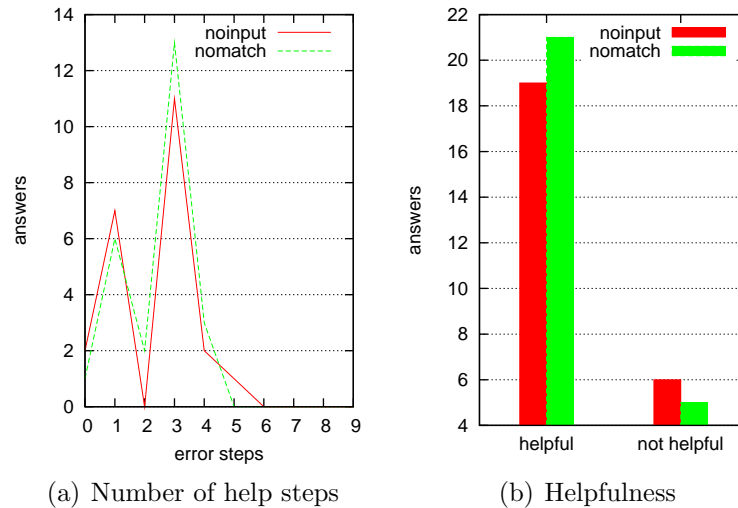 noinput
nomatch
14
12
10
8
6
4
2
0
answers
0 1 2 3 4 5 6 7 8 9
error steps
(a) Number of help steps
noinput
nomatch
22
20
18
16
14
12
10
8
6
4
answers
helpful not helpful
(b) Helpfulness